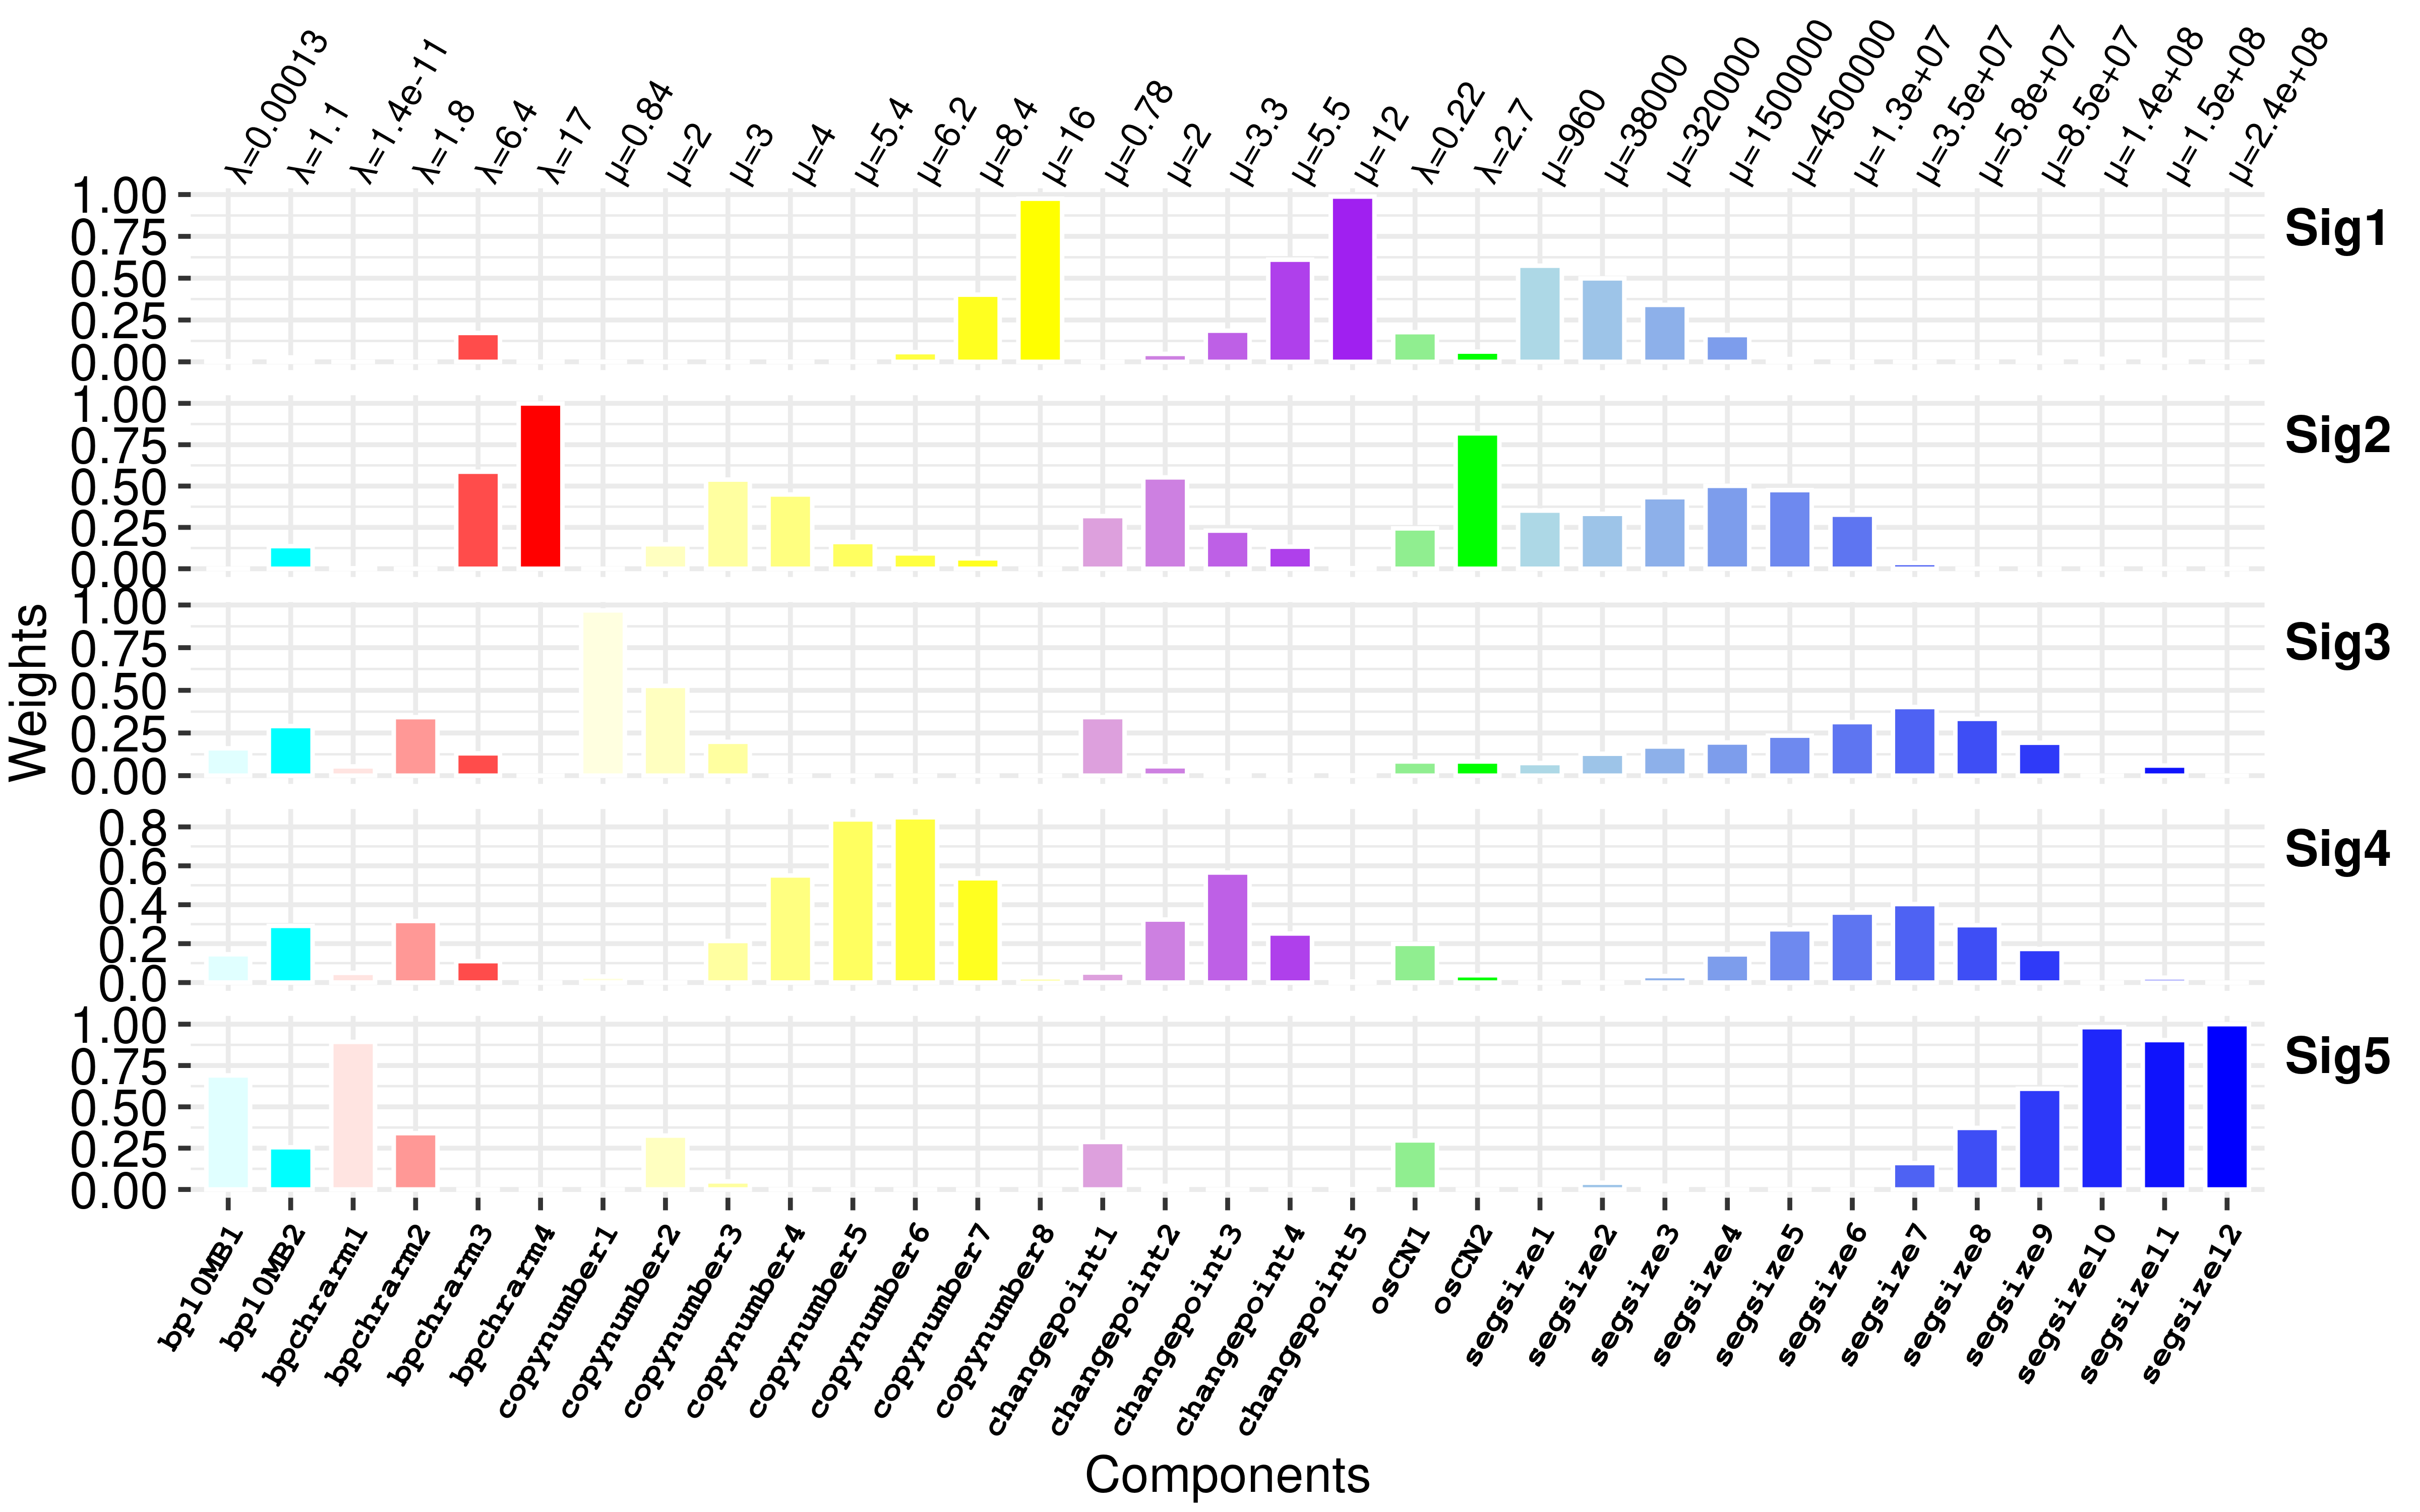 λ=0.00013
λ=1.1
λ=1.4e-11
λ=1.8
λ=6.4
λ=17
μ=0.84
μ=2
μ=3
μ=4
μ=5.4
μ=6.2
μ=8.4
μ=16
μ=0.78
μ=2
μ=3.3
μ=5.5
μ=12
λ=0.22
λ=2.7
μ=960
μ=38000
μ=320000
μ=1500000
μ=4500000
μ=1.3e+07
μ=3.5e+07
μ=5.8e+07
μ=8.5e+07
μ=1.4e+08
μ=1.5e+08
μ=2.4e+08
Weights
1.00
0.75
0.50
0.25
0.00
Sig1
1.00
0.75
0.50
0.25
0.00
Sig2
1.00
0.75
0.50
0.25
0.00
Sig3
0.8
0.6
0.4
0.2
0.0
Sig4
1.00
0.75
0.50
0.25
0.00
Sig5
bp10MB1
bp10MB2
bpchrarm1
bpchrarm2
bpchrarm3
bpchrarm4
copynumber1
copynumber2
copynumber3
copynumber4
copynumber5
copynumber6
copynumber7
copynumber8
changepoint1
changepoint2
changepoint3
changepoint4
changepoint5
osCN1
osCN2
segsize1
segsize2
segsize3
segsize4
segsize5
segsize6
segsize7
segsize8
segsize9
segsize10
segsize11
segsize12
Components